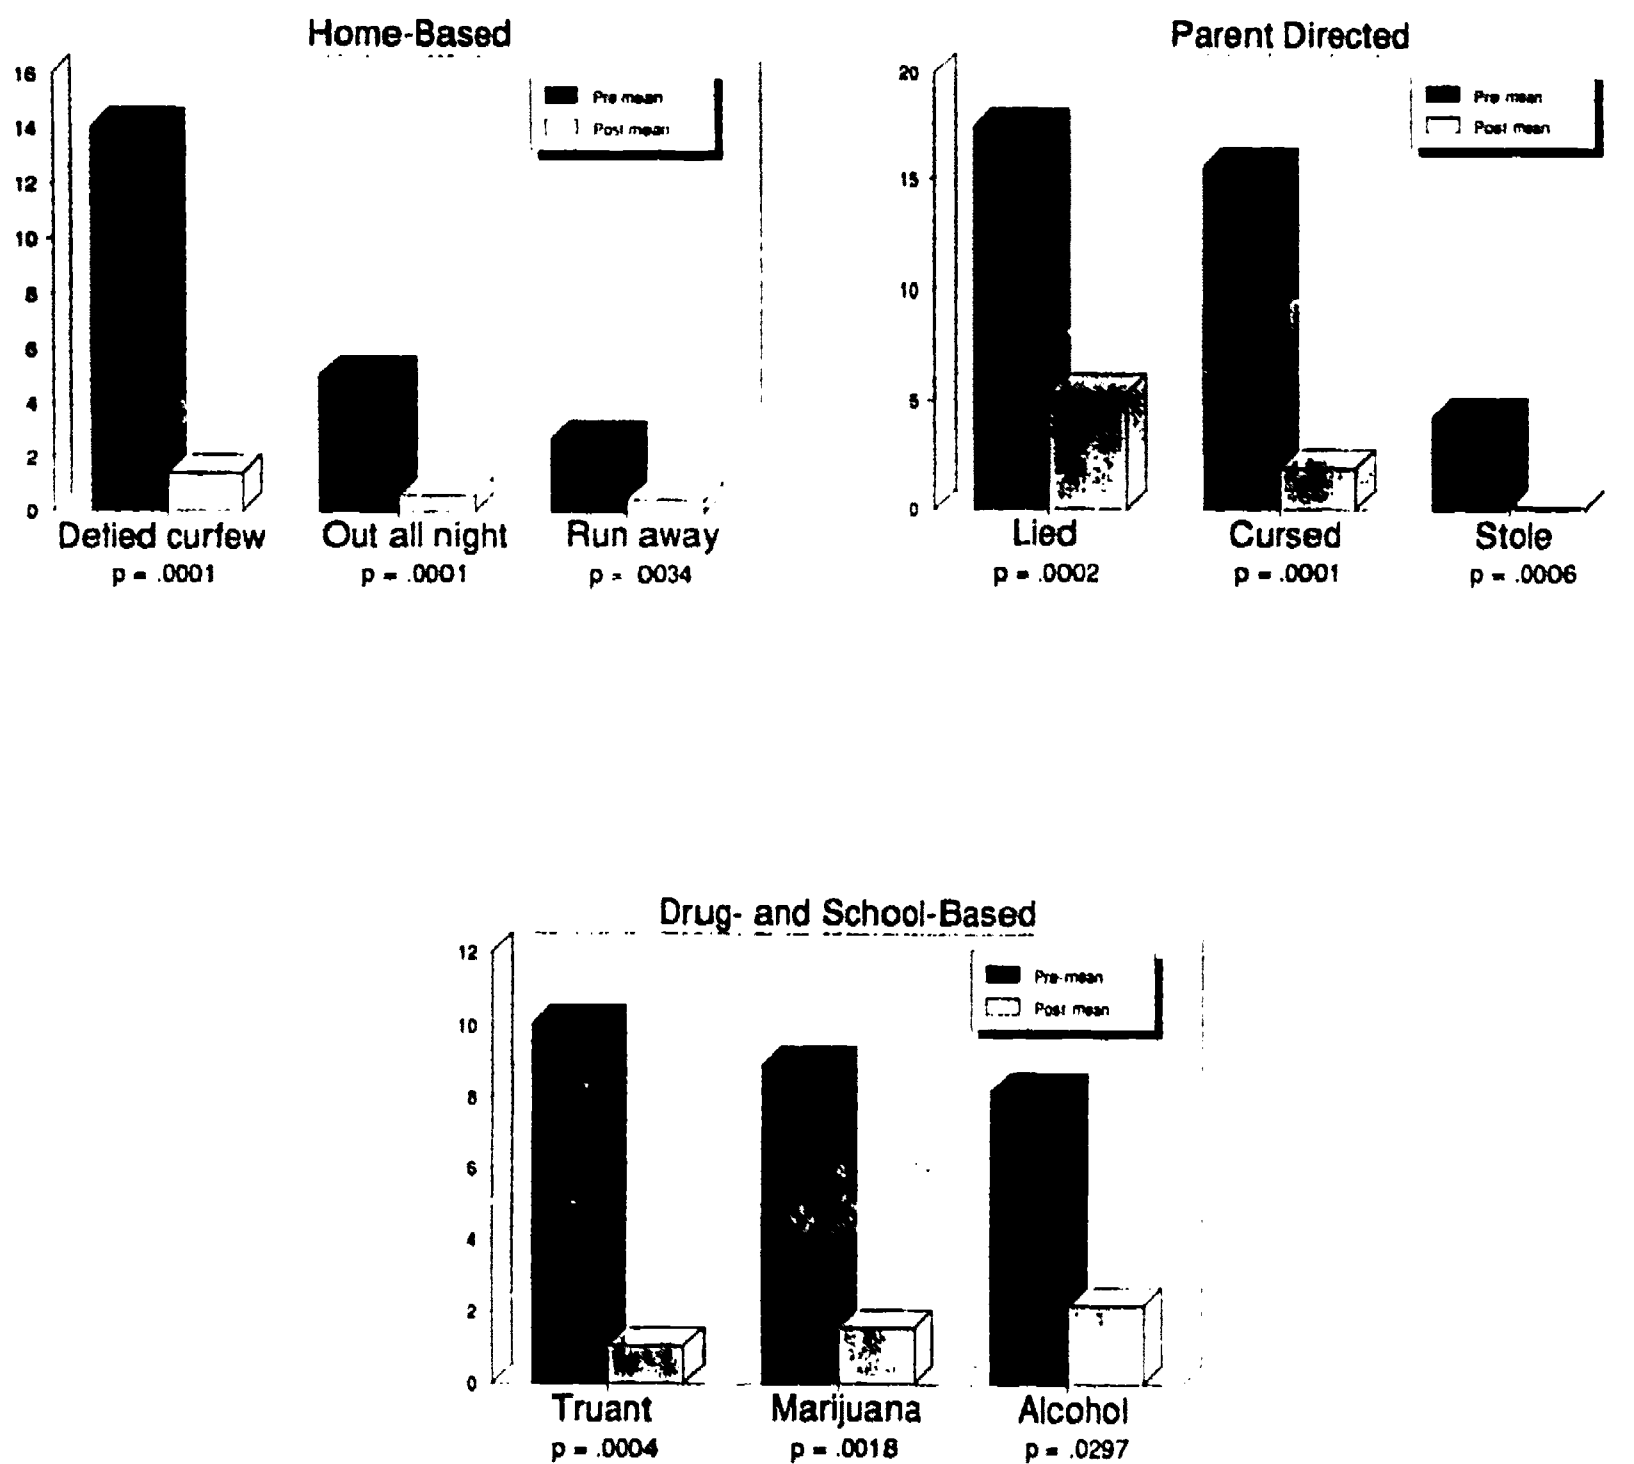 Home-Based
16
14
12
10
8
6
4
2
0
Pre mean
Post mean
Defied curfew
Out all night
Run away
p = .0001
p = .0001
p = .0034
Parent Directed
20
15
10
5
0
Pre mean
Post mean
Lied
Cursed
Stole
p = .0002
p = .0001
p = .0006
Drug- and School-Based
12
10
8
6
4
2
0
Pre-mean
Post mean
Truant
Marijuana
Alcohol
p = .0004
p = .0018
p = .0297